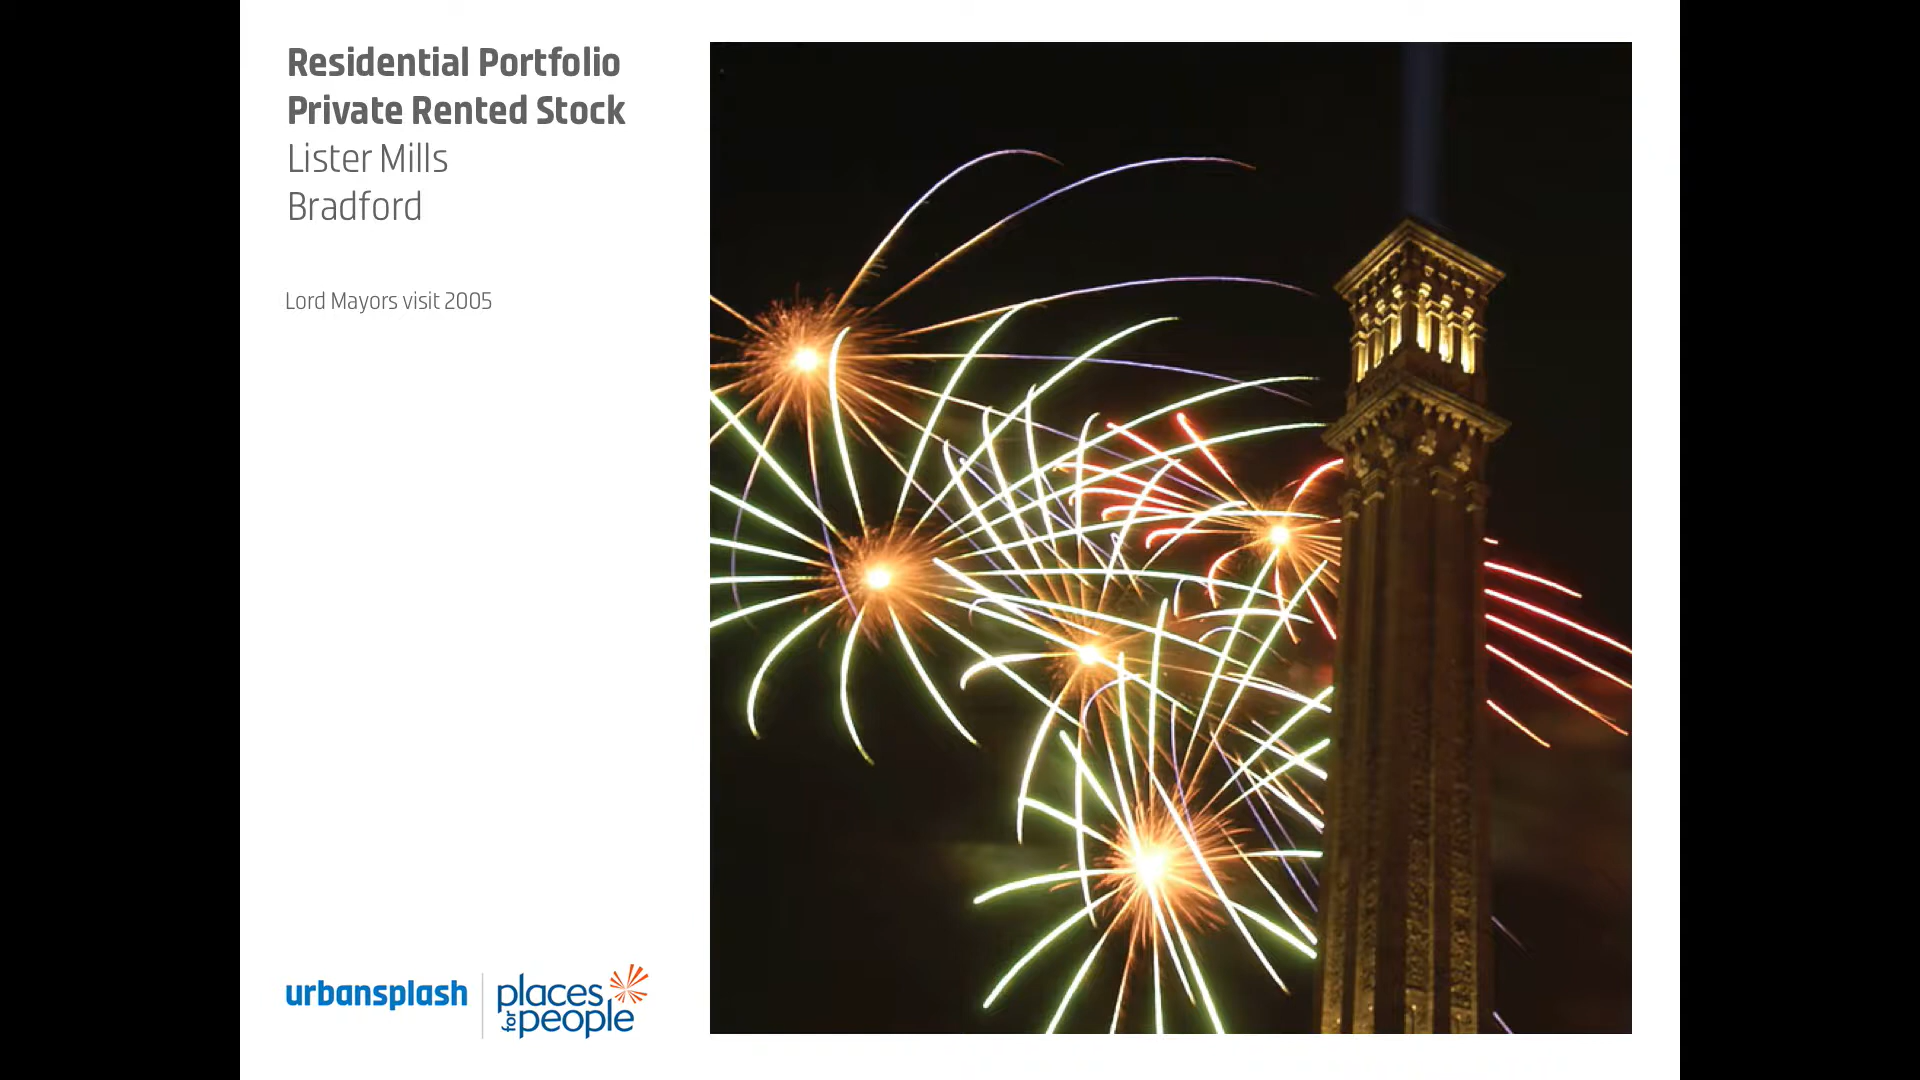 Residential Portfolio
Private Rented Stock
Lister Mills
Bradford
Lord Mayors visit 2005
urbansplash
places
for people